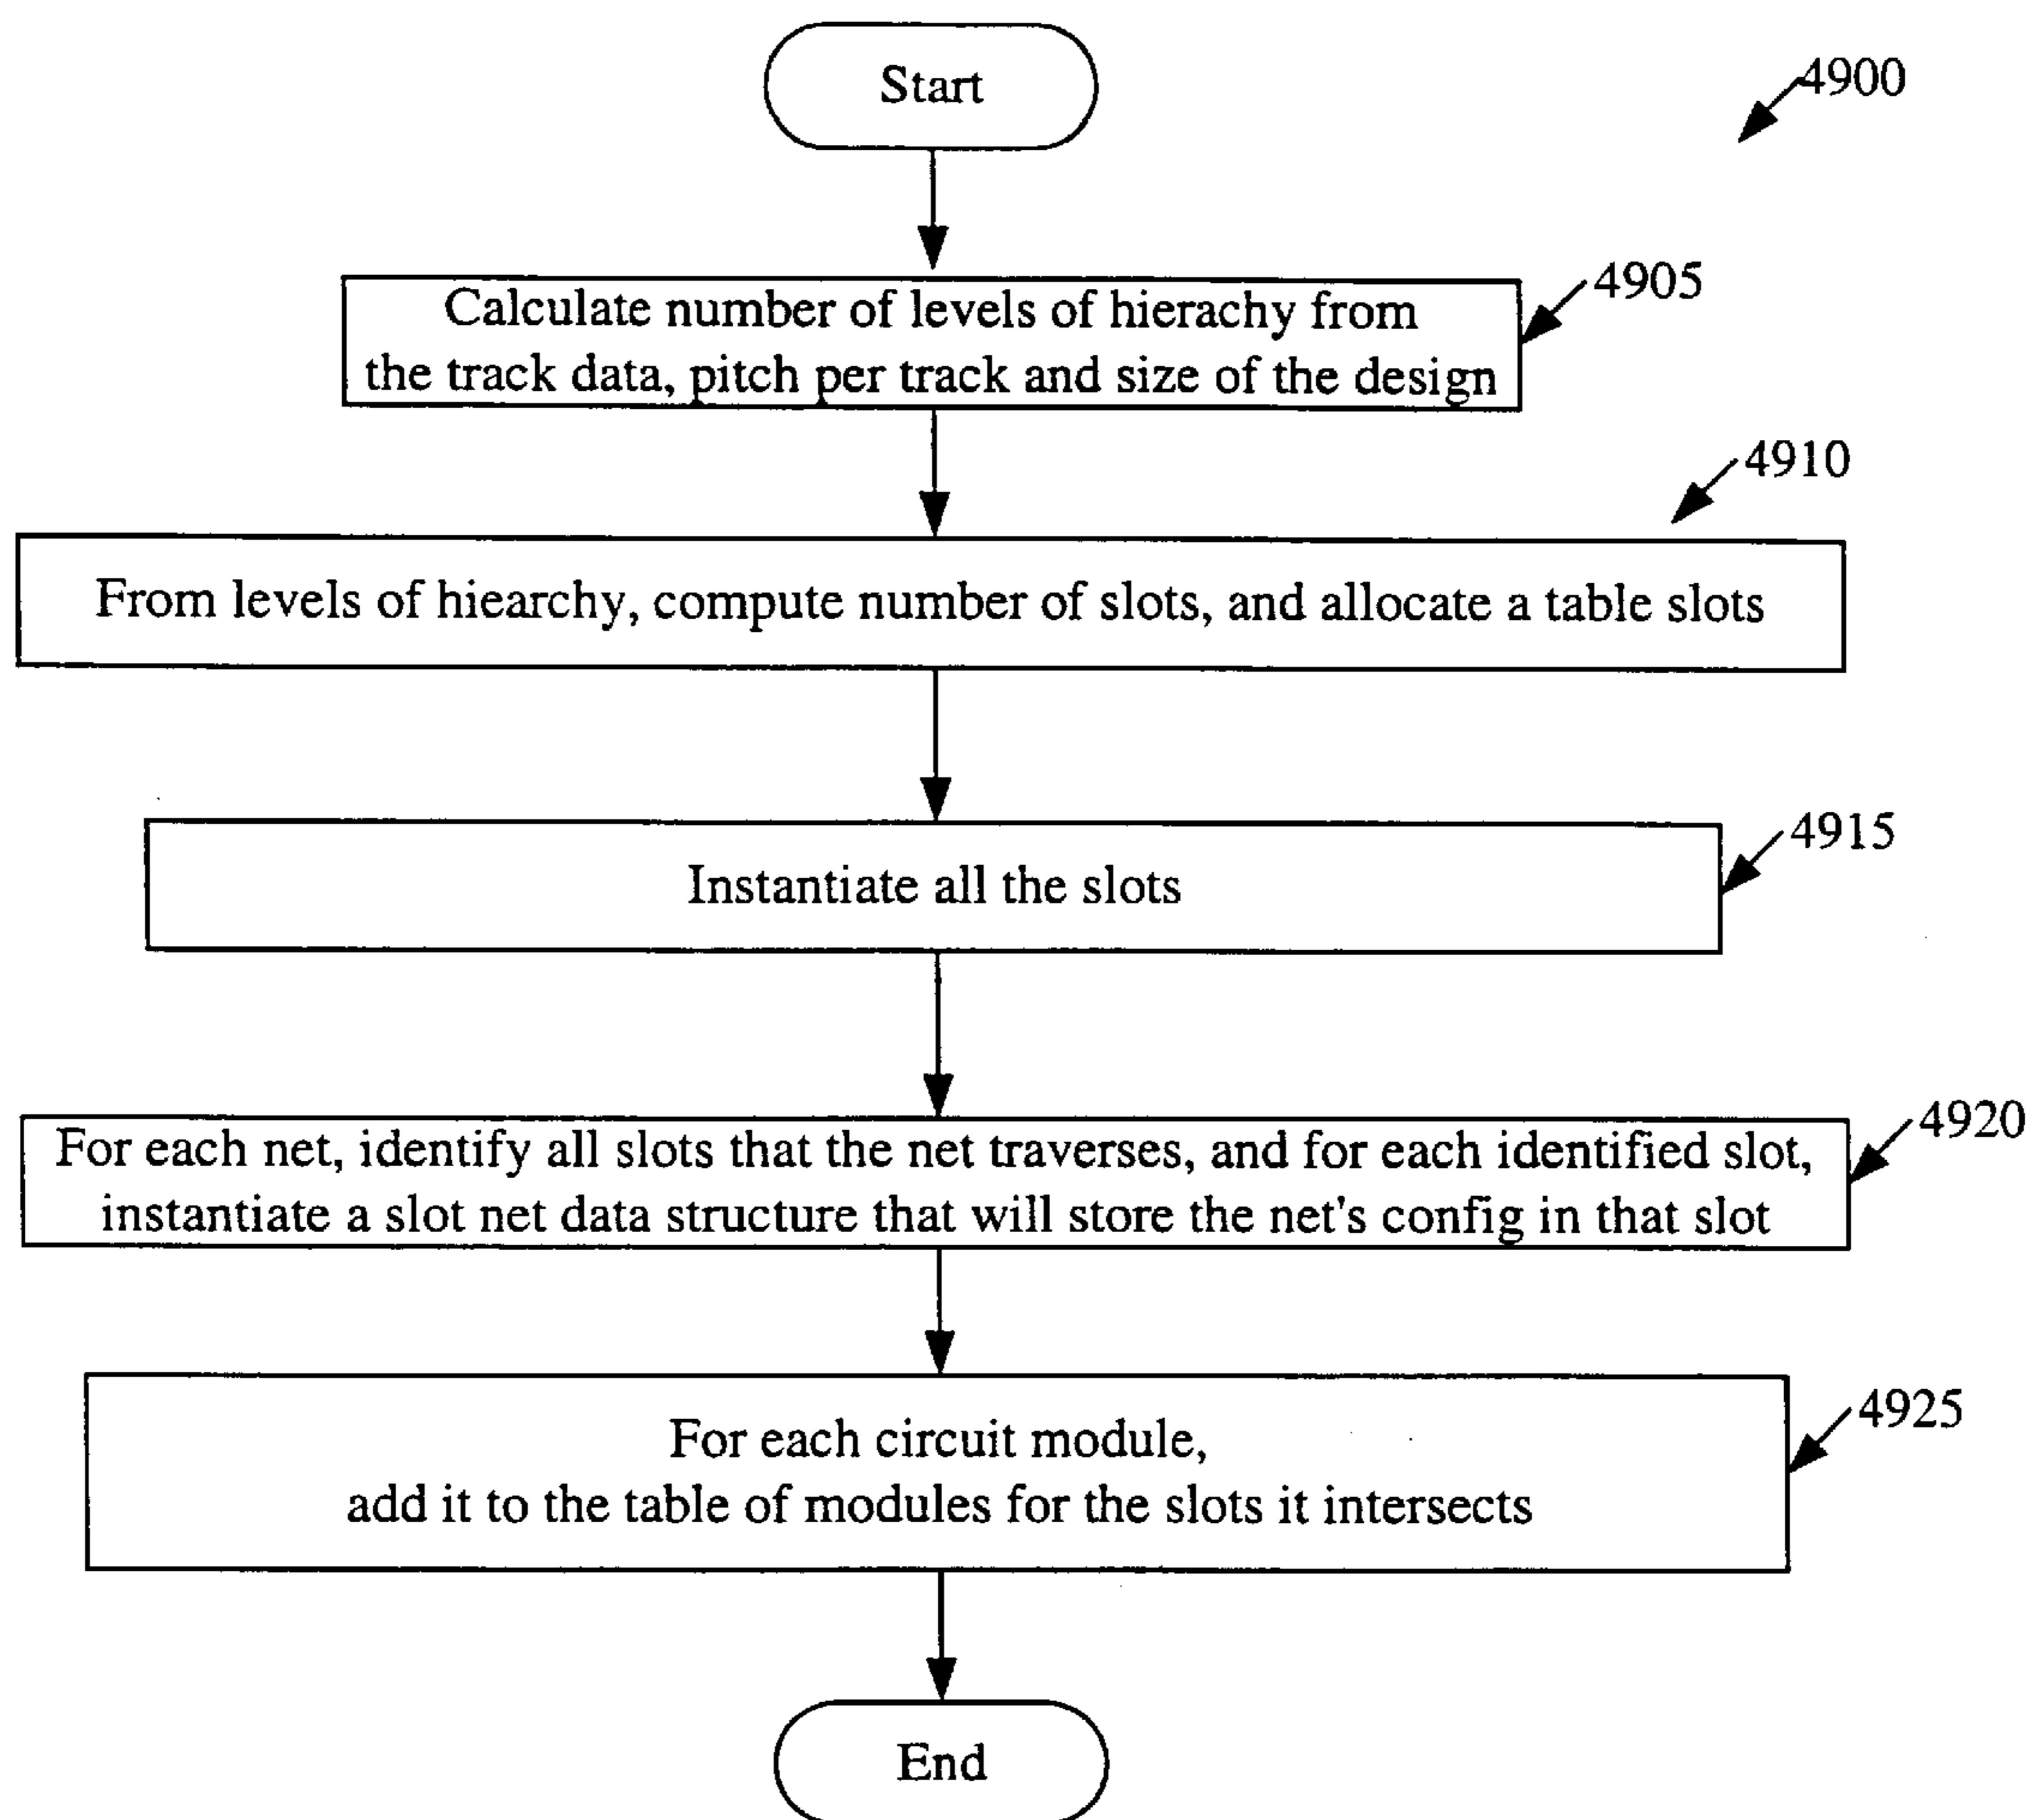 Start
4900
4905
Calculate number of levels of hierachy from
the track data, pitch per track and size of the design
4910
From levels of hiearchy, compute number of slots, and allocate a table slots
4915
Instantiate all the slots
4920
For each net, identify all slots that the net traverses, and for each identified slot,
instantiate a slot net data structure that will store the net's config in that slot
4925
For each circuit module,
add it to the table of modules for the slots it intersects
End